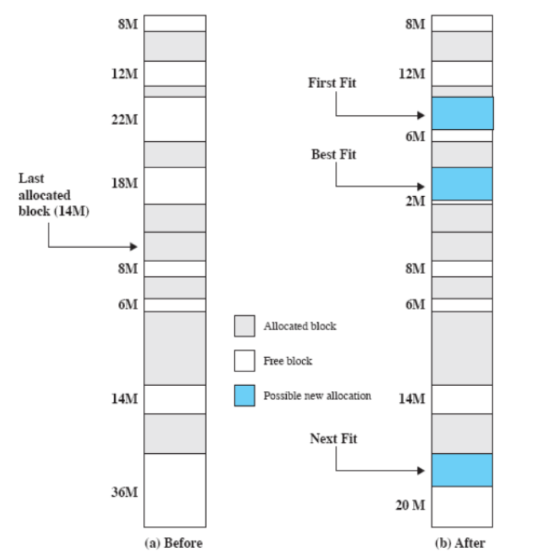 8M
12M
22M
18M
Last
allocated
block (14M)
8M
6M
14M
36M
(a) Before
Allocated block
Free block
Possible new allocation
8M
12M
First Fit
6M
Best Fit
2M
8M
6M
14M
Next Fit
20 M
(b) After